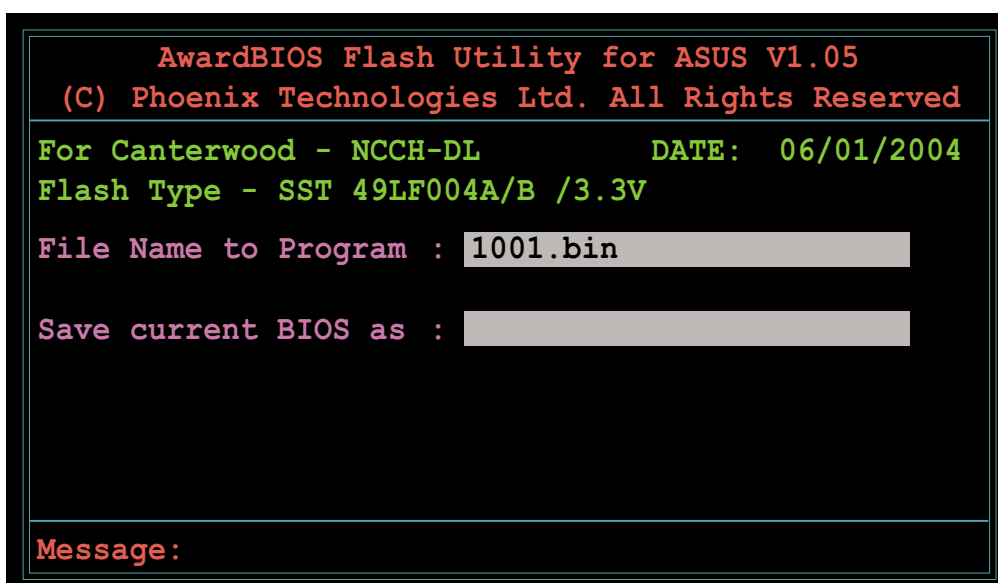 AwardBIOS Flash Utility for ASUS V1.05
(C) Phoenix Technologies Ltd. All Rights Reserved
For Canterwood - NCCH-DL DATE: 06/01/2004
Flash Type - SST 49LF004A/B /3.3V
File Name to Program : 1001.bin
Save current BIOS as :
Message: